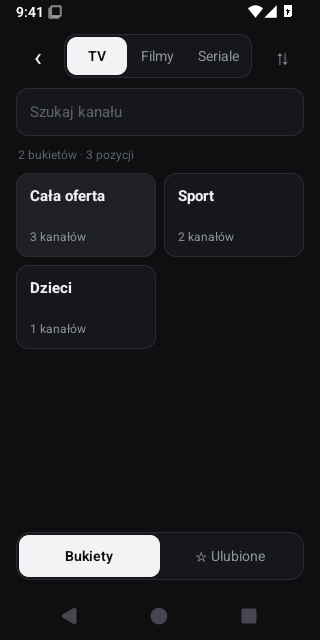 9:41
TV Filmy Seriale
Szukaj kanału
2 bukietów · 3 pozycji
Cała oferta
3 kanałów
Sport
2 kanałów
Dzieci
1 kanałów
Bukiety ☆ Ulubione